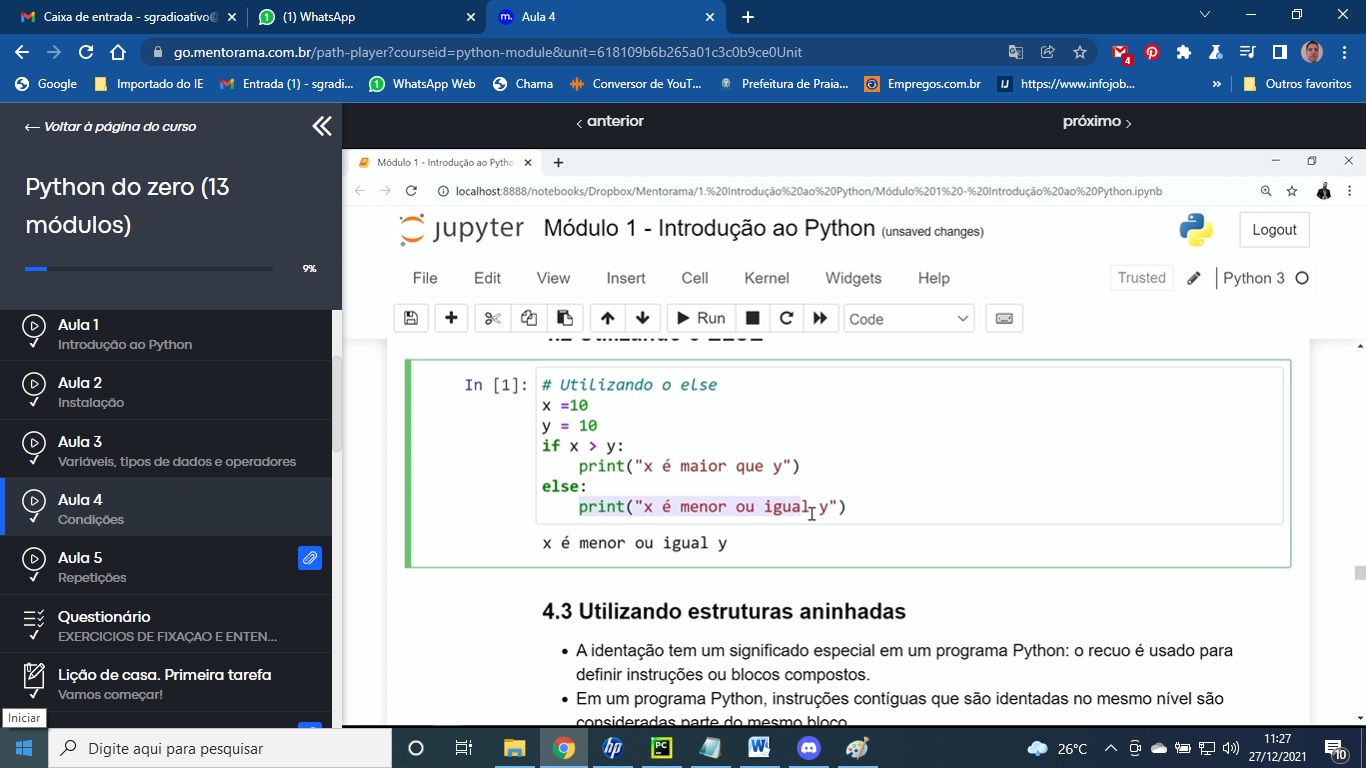 Caixa de entrada - sgradioativo@
(1) WhatsApp
Aula 4
go.mentorama.com.br/path-player?courseid=python-module&unit=618109b6b265a01c3c0b9ce0Unit
4
Google
Importado do IE
Entrada (1) - sgradi...
WhatsApp Web
Chama
Conversor de YouT...
Prefeitura de Praia...
Empregos.com.br
https://www.infojob...
»
Outros favoritos
← Voltar à página do curso
‹ anterior
próximo ›
Python do zero (13
módulos)
9%
Aula 1
Introdução ao Python
Aula 2
Instalação
Aula 3
Variáveis, tipos de dados e operadores
Aula 4
Condições
Aula 5
Repetições
Questionário
EXERCICIOS DE FIXAÇAO E ENTEN...
Lição de casa. Primeira tarefa
Vamos começar!
Iniciar
Módulo 1 - Introdução ao Pytho
localhost:8888/notebooks/Dropbox/Mentorama/1.%20Introdução%20ao%20Python/Módulo%201%20-%20Introdução%20ao%20Python.ipynb
jupyter Módulo 1 - Introdução ao Python (unsaved changes)
Logout
File Edit View Insert Cell Kernel Widgets Help
Trusted
Python 3
Run
Code
In [1]: # Utilizando o else
x =10
y = 10
if x > y:
    print("x é maior que y")
else:
    print("x é menor ou igual y")
x é menor ou igual y
4.3 Utilizando estruturas aninhadas
• A identação tem um significado especial em um programa Python: o recuo é usado para
definir instruções ou blocos compostos.
• Em um programa Python, instruções contíguas que são identadas no mesmo nível são
consideradas parte do mesmo bloco
Digite aqui para pesquisar
26°C
11:27
27/12/2021
10